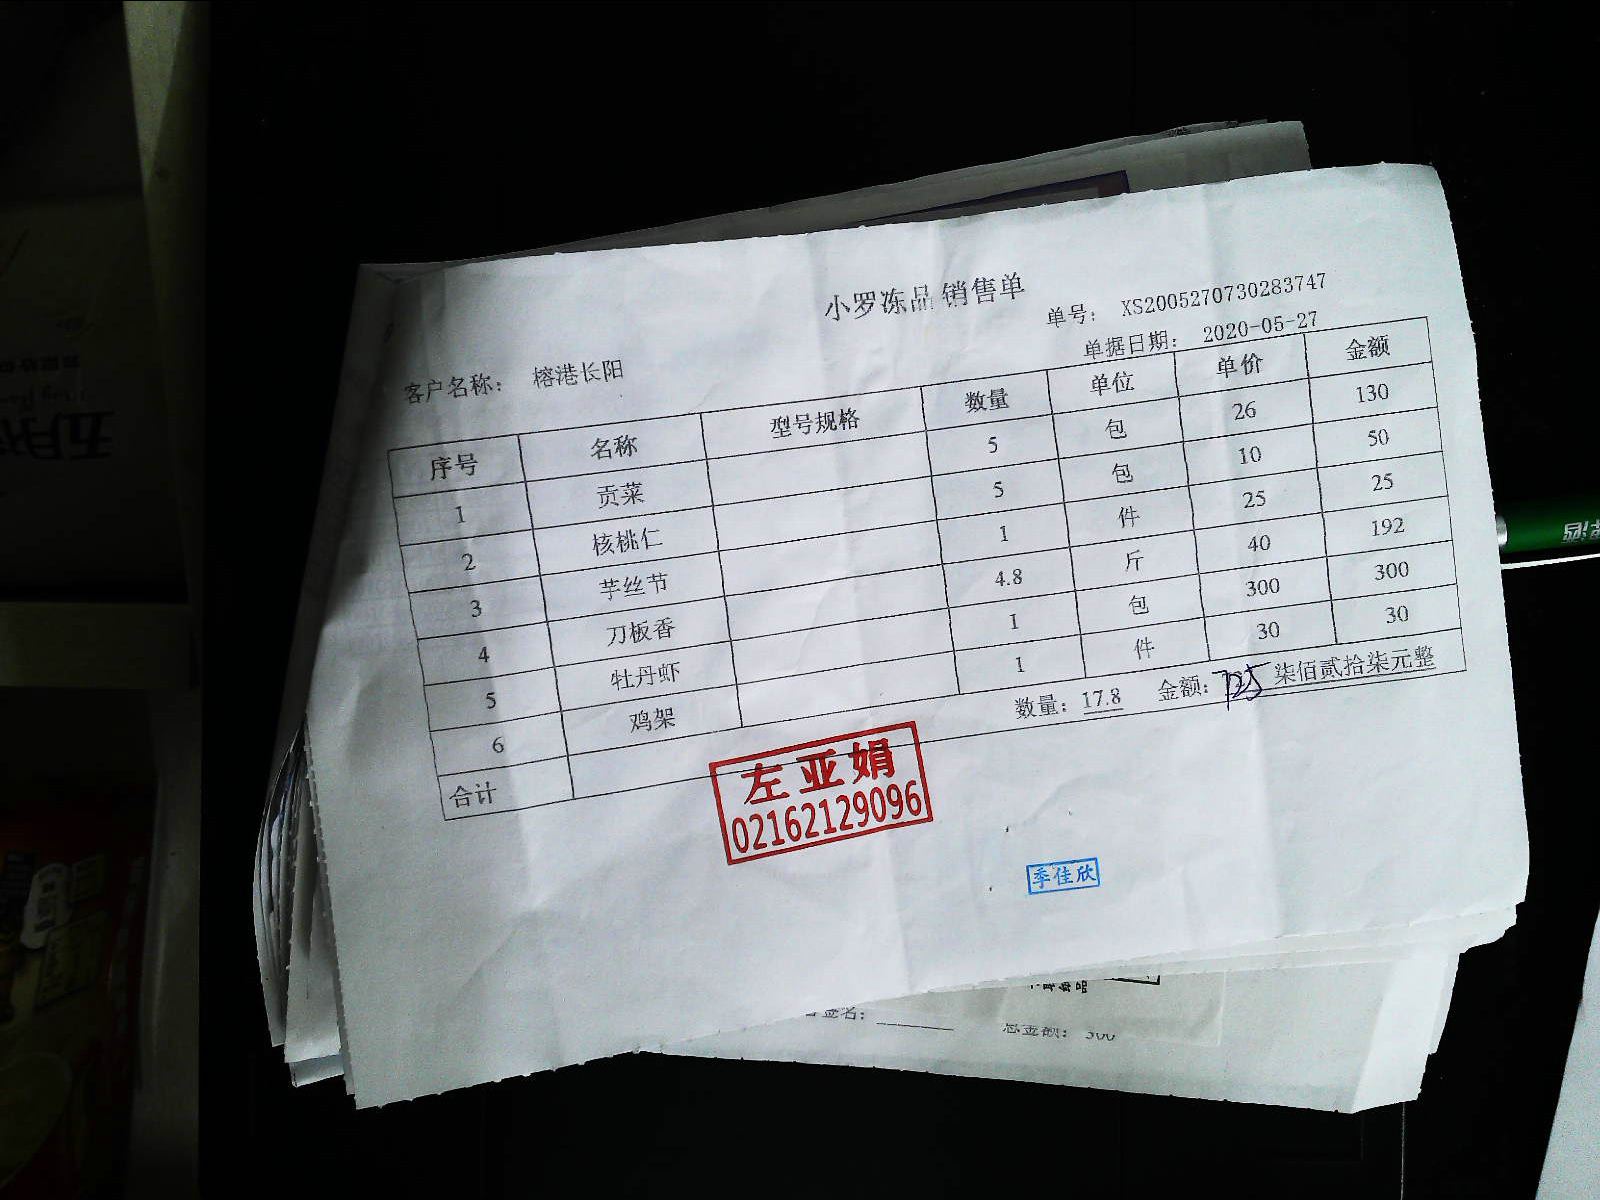 小罗冻品 销售单
单号： XS2005270730283747
客户名称： 榕港长阳
单据日期： 2020-05-27
序号 名称 型号规格 数量 单位 单价 金额
1 贡菜 5 包 26 130
2 核桃仁 5 包 10 50
3 芋丝节 1 件 25 25
4 刀板香 4.8 斤 40 192
5 牡丹虾 1 包 300 300
6 鸡架 1 件 30 30
合计 数量：17.8 金额：725 柒佰贰拾柒元整
左亚娟
02162129096
季佳欣
总金额： 300